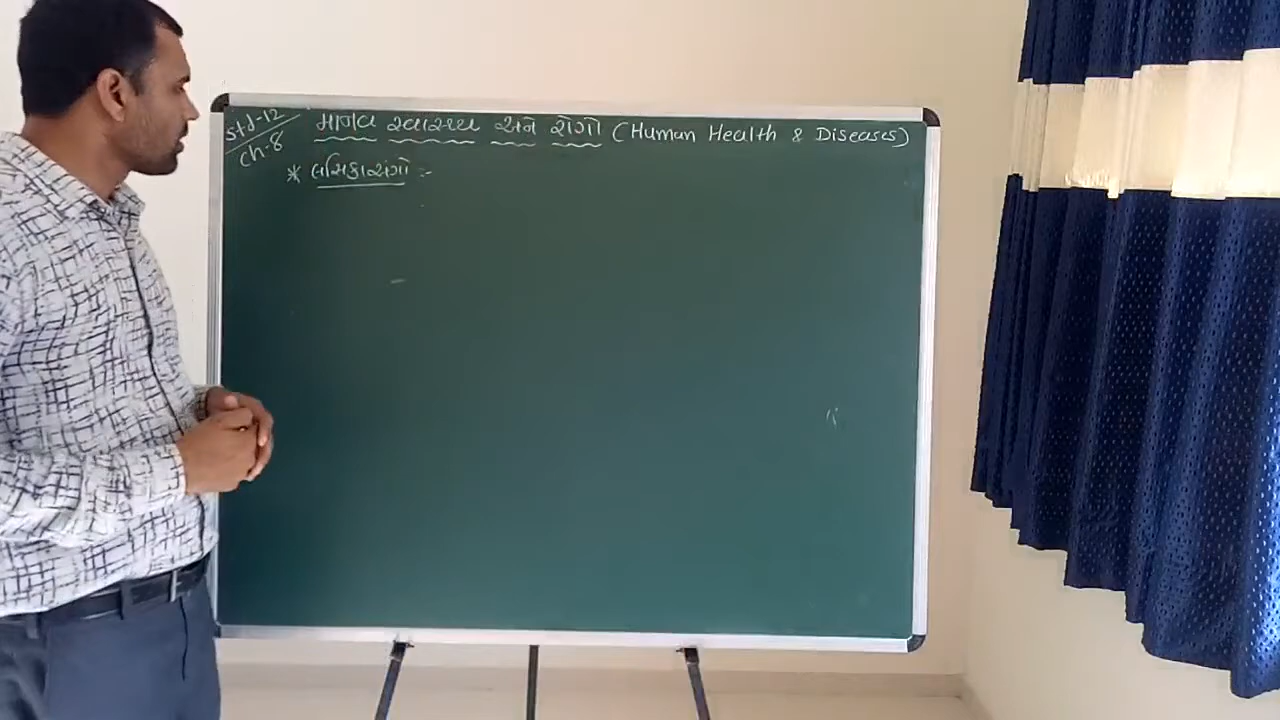 Std-12
ch-8
માનવ સ્વાસ્થ્ય અને રોગો (Human Health & Diseases)
* લસિકાઅંગો :-